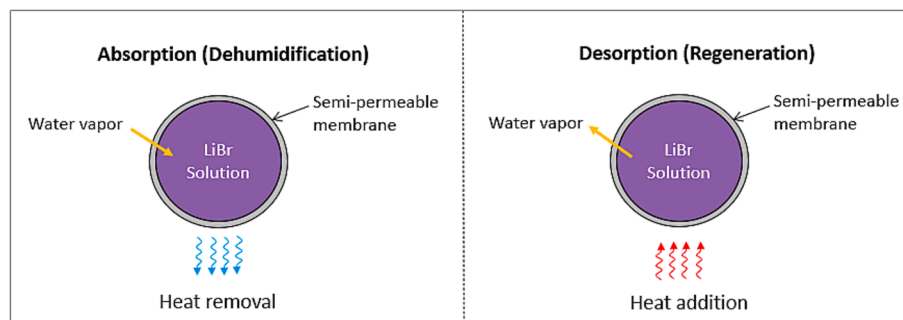 Absorption (Dehumidification)
Water vapor
Semi-permeable
membrane
LiBr
Solution
Heat removal
Desorption (Regeneration)
Water vapor
Semi-permeable
membrane
LiBr
Solution
Heat addition